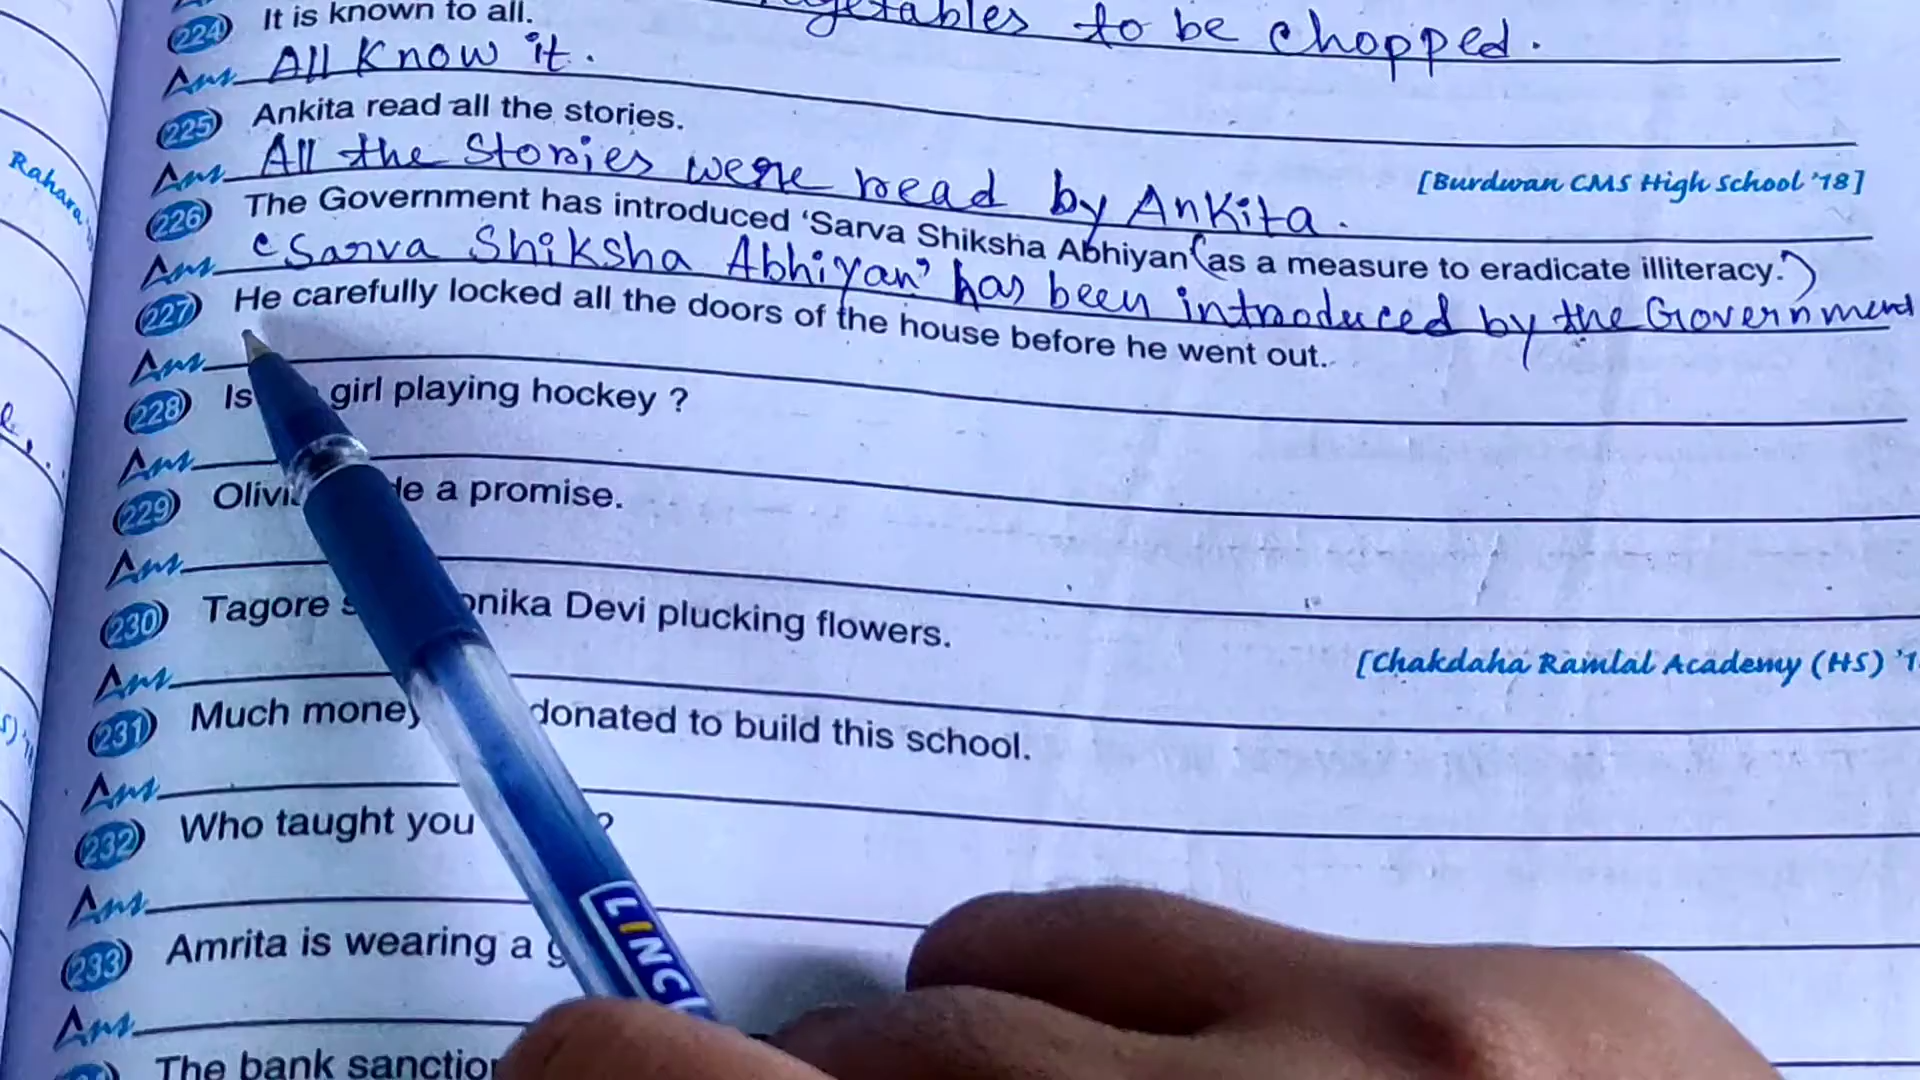 224 It is known to all.
to be chopped.
Ans All know it.
225 Ankita read all the stories.
Ans All the stories were read by Ankita.
[Burdwan CMS High School '18]
226 The Government has introduced 'Sarva Shiksha Abhiyan (as a measure to eradicate illiteracy.')
Ans 'Sarva Shiksha Abhiyan' has been introduced by the Government
227 He carefully locked all the doors of the house before he went out.
Ans
228 Is girl playing hockey ?
Ans
229 a promise.
Ans
230 Tagore Devi plucking flowers.
[Chakdaha Ramlal Academy (HS)
Ans
231 Much money donated to build this school.
Ans
232 Who taught you ?
Ans
233 Amrita is wearing a
Ans
The bank
Rahara
LINC